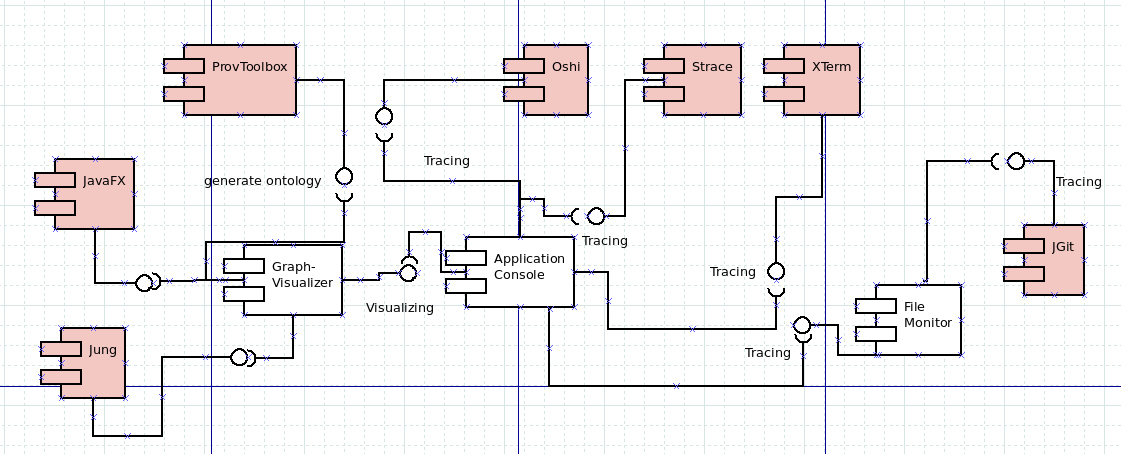 ProvToolbox
Oshi
Strace
XTerm
Tracing
JavaFX
generate ontology
Tracing
Tracing
JGit
Graph-
Visualizer
Application
Console
Tracing
Visualizing
File
Monitor
Jung
Tracing